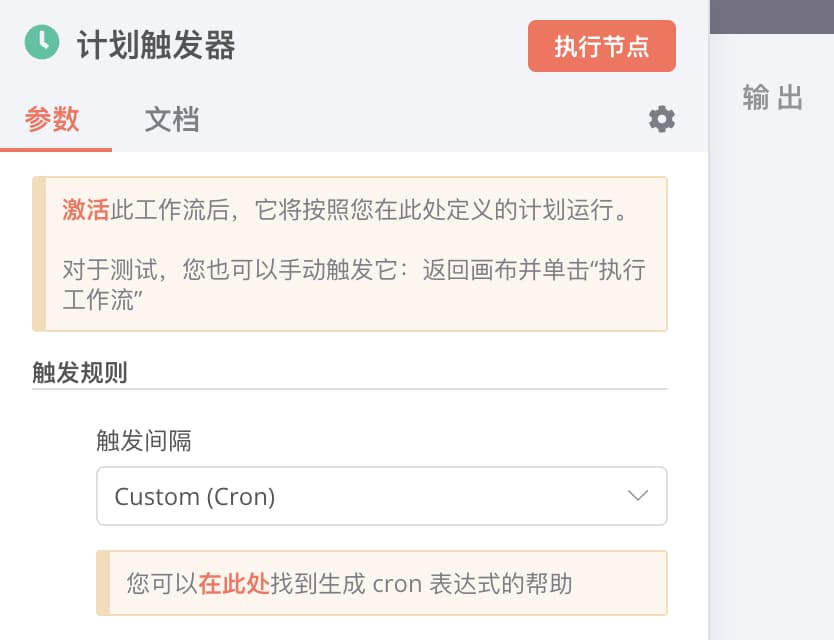 计划触发器
执行节点
参数
文档
输出
激活此工作流后，它将按照您在此处定义的计划运行。
对于测试，您也可以手动触发它：返回画布并单击“执行
工作流”
触发规则
触发间隔
Custom (Cron)
您可以在此处找到生成 cron 表达式的帮助